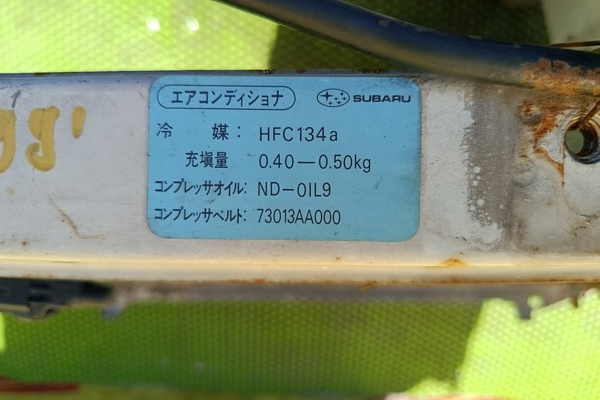 エアコンディショナ SUBARU
冷 媒: HFC134a
充塡量 0.40—0.50kg
コンプレッサオイル: ND-OIL9
コンプレッサベルト: 73013AA000